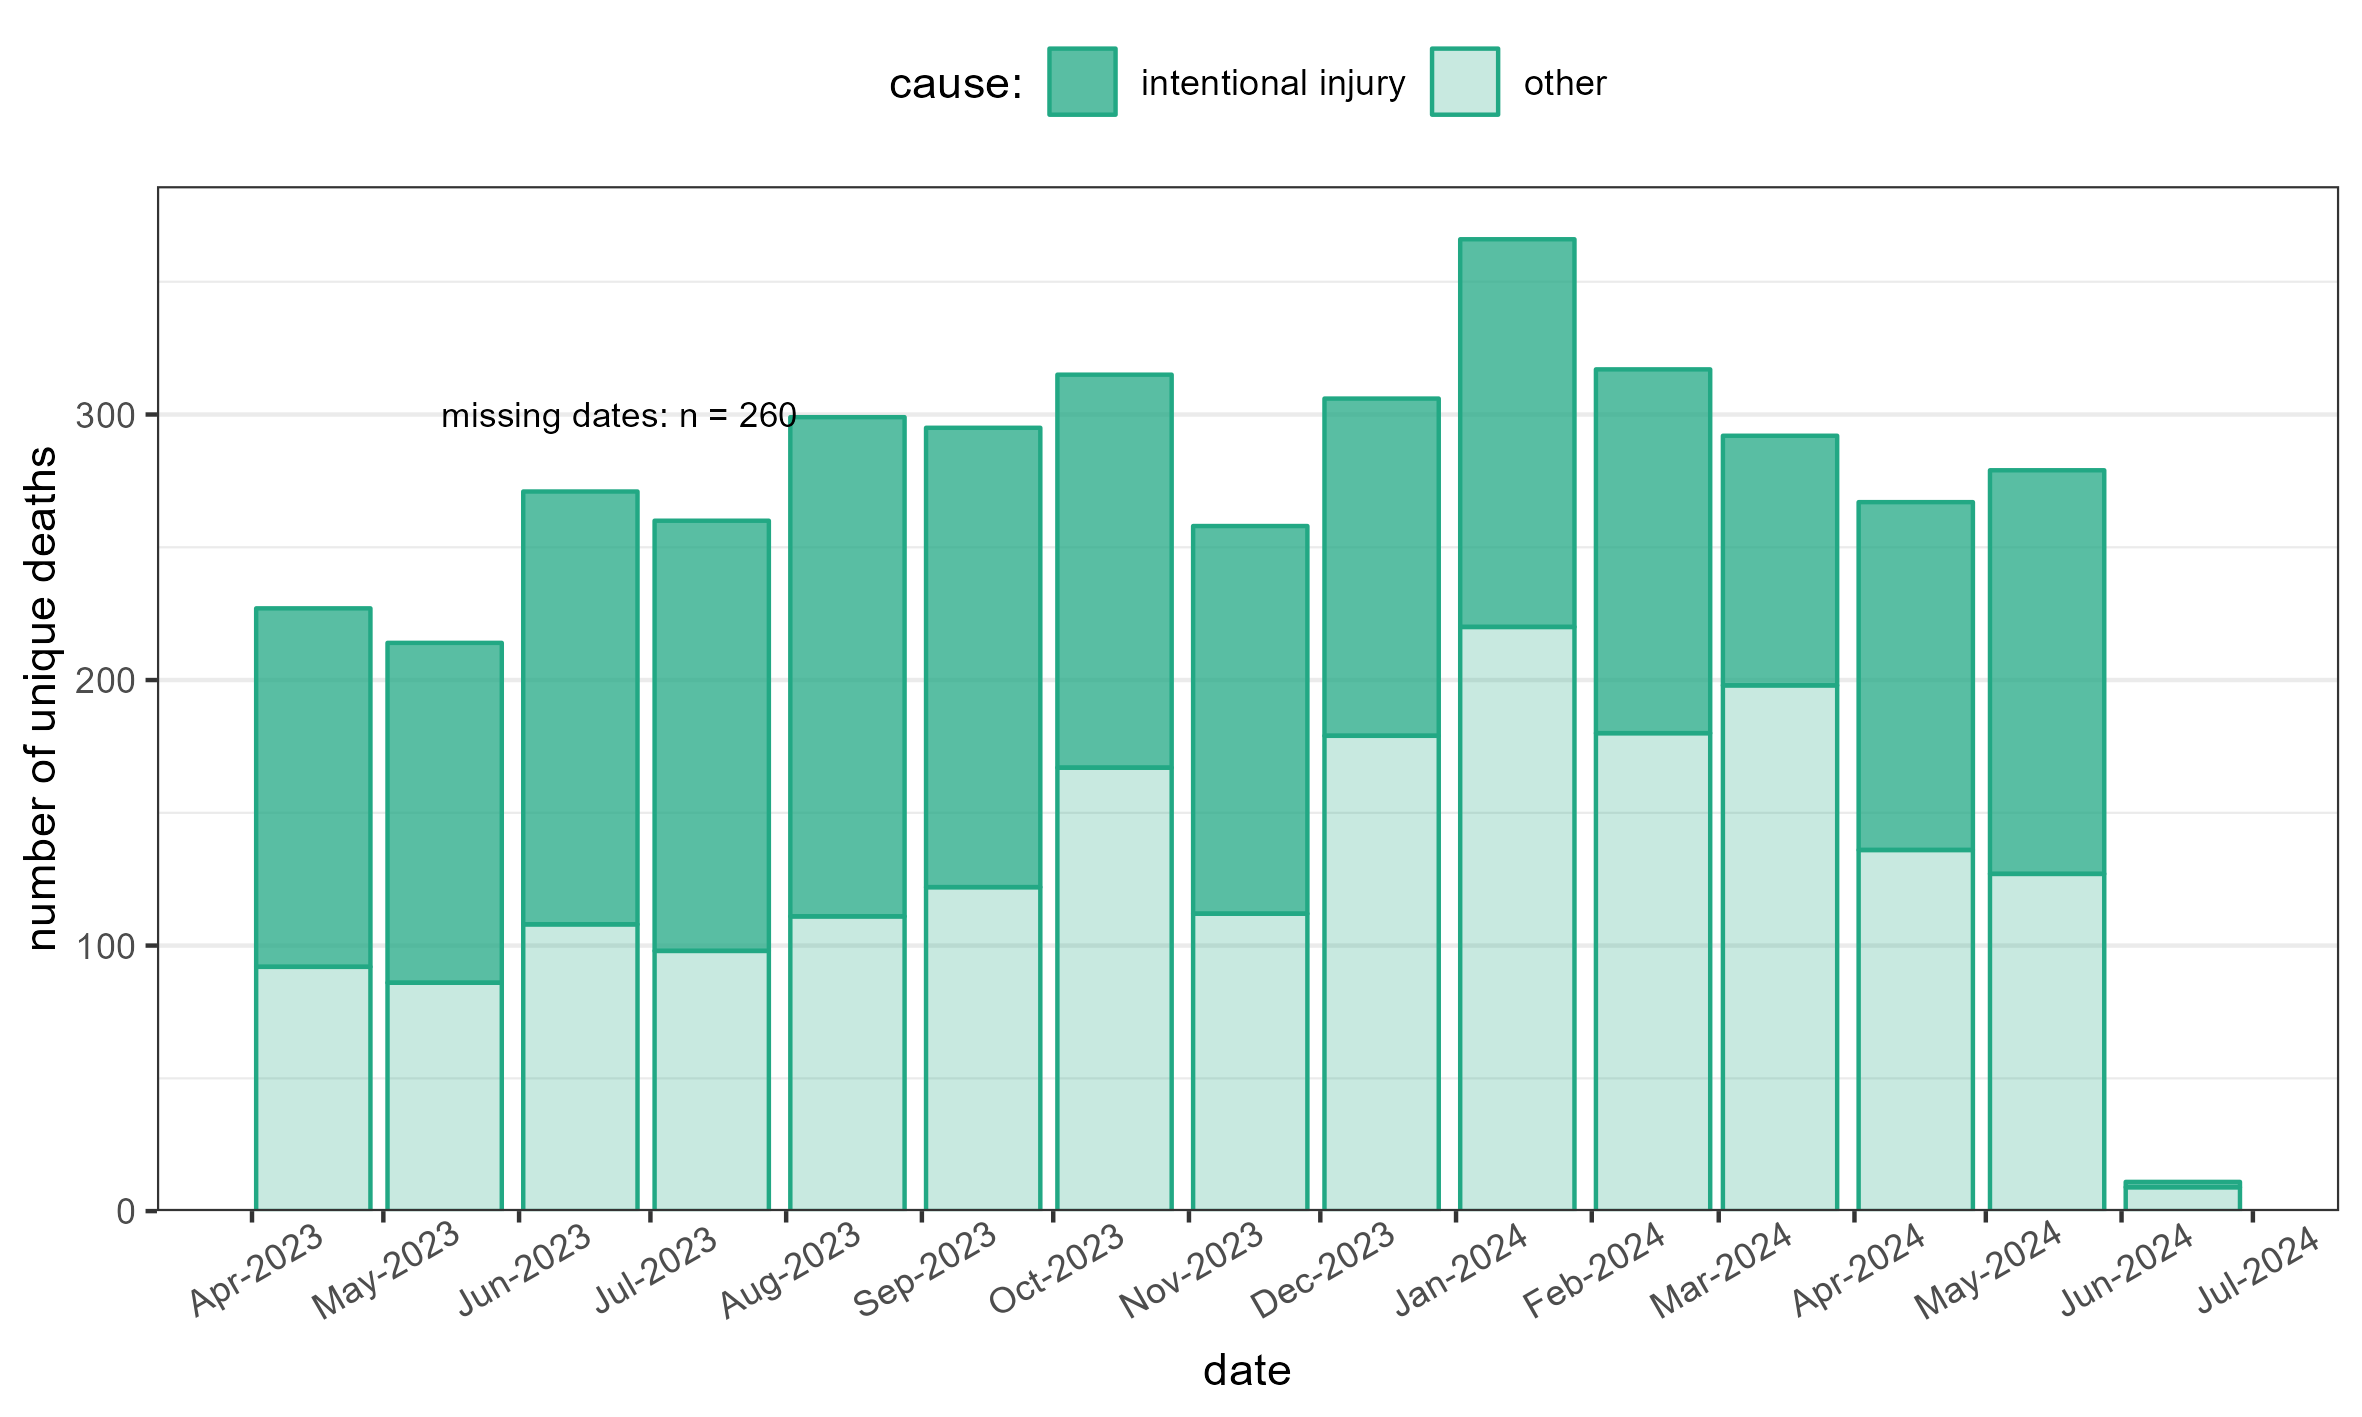 cause: intentional injury other
missing dates: n = 260
number of unique deaths
300
200
100
0
Apr-2023 May-2023 Jun-2023 Jul-2023 Aug-2023 Sep-2023 Oct-2023 Nov-2023 Dec-2023 Jan-2024 Feb-2024 Mar-2024 Apr-2024 May-2024 Jun-2024 Jul-2024
date